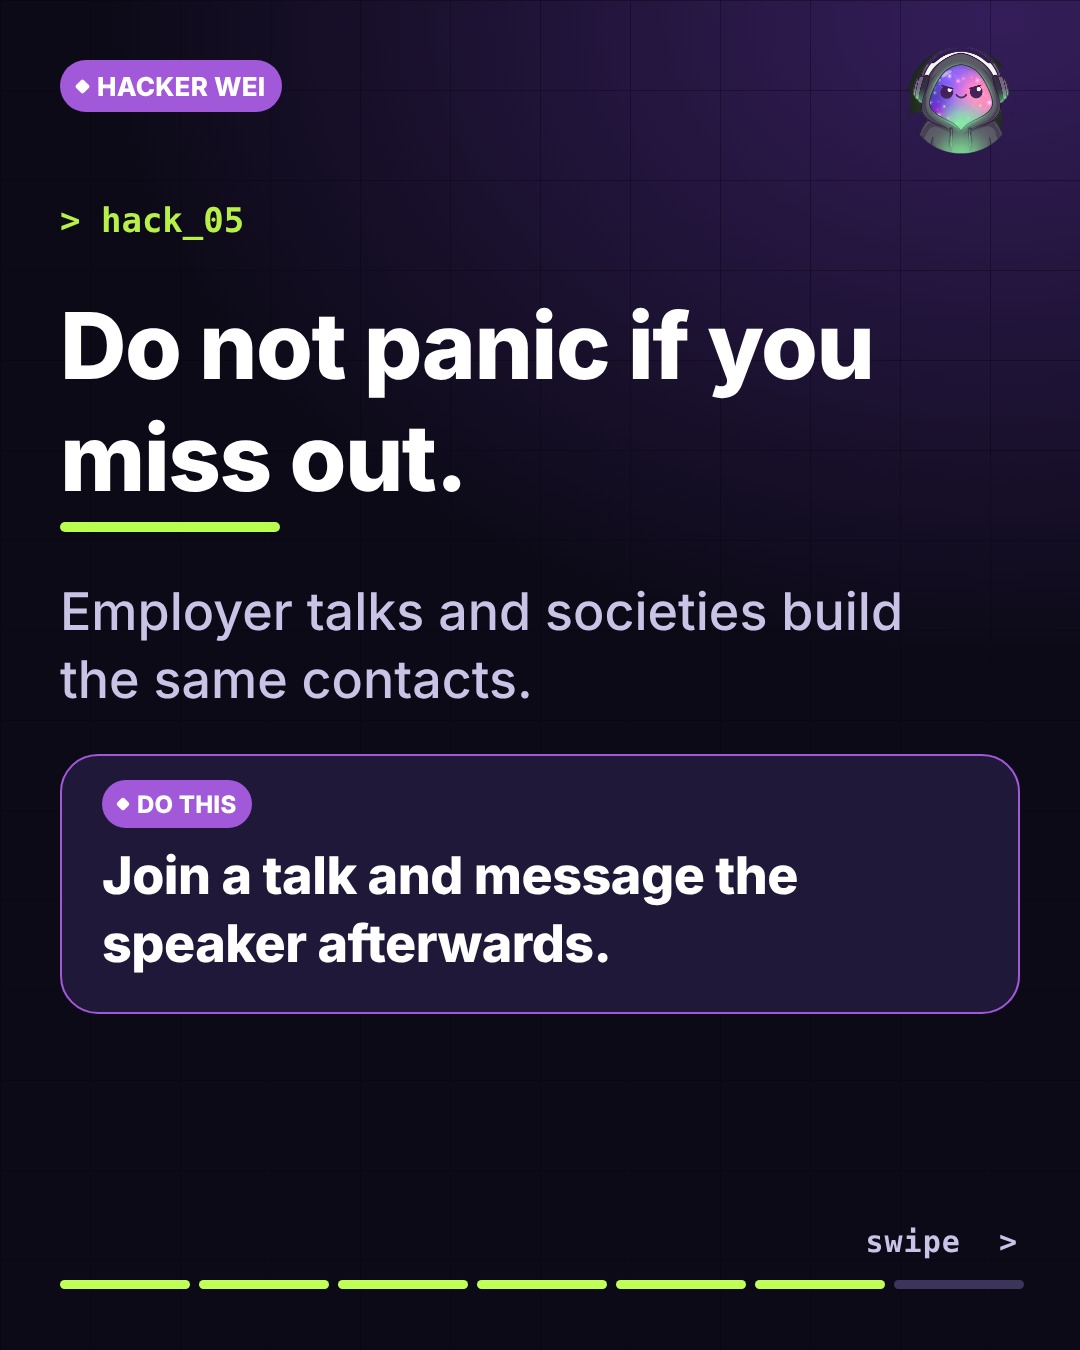 HACKER WEI
> hack_05
Do not panic if you
miss out.
Employer talks and societies build
the same contacts.
DO THIS
Join a talk and message the
speaker afterwards.
swipe >